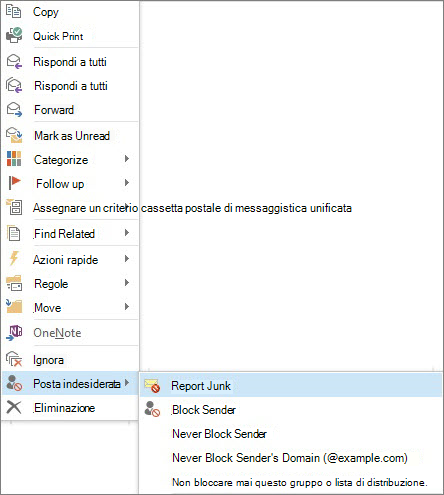 Copy
Quick Print
Rispondi a tutti
Rispondi a tutti
Forward
Mark as Unread
Categorize
Follow up
Assegnare un criterio cassetta postale di messaggistica unificata
Find Related
Azioni rapide
Regole
Move
OneNote
Ignora
Posta indesiderata
Eliminazione
Report Junk
Block Sender
Never Block Sender
Never Block Sender's Domain (@example.com)
Non bloccare mai questo gruppo o lista di distribuzione.